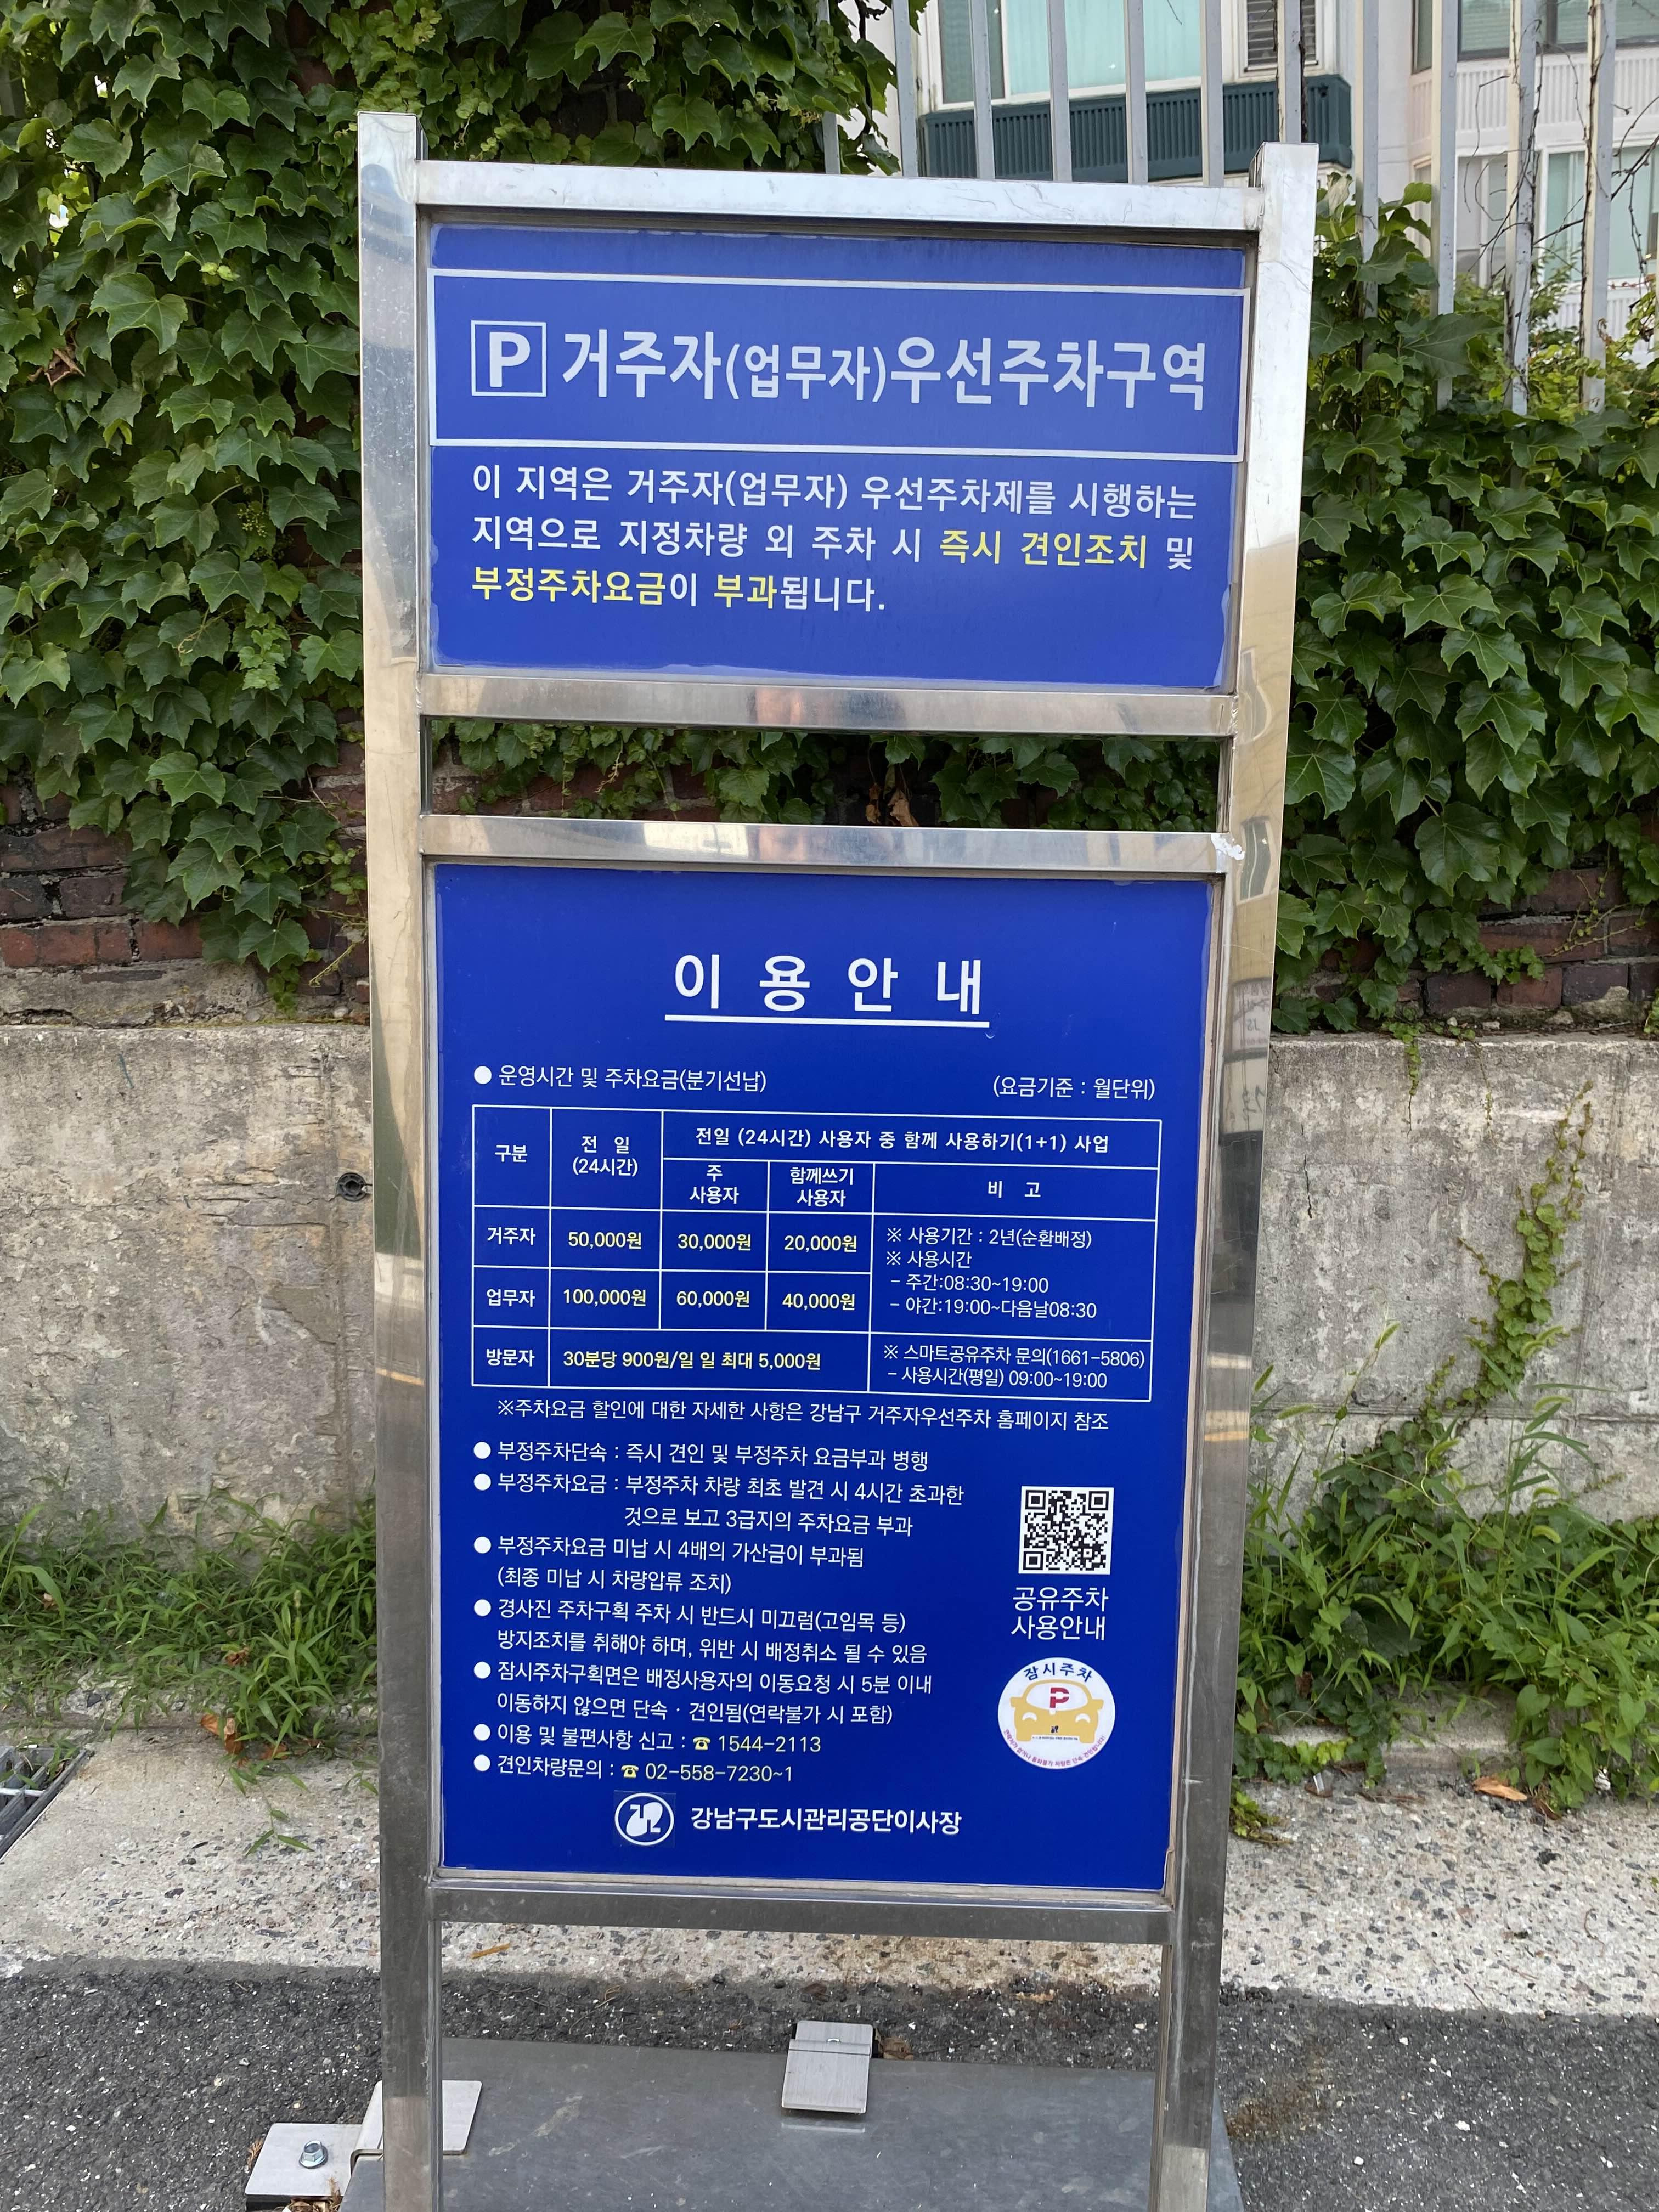 P 거주자(업무자)우선주차구역
이 지역은 거주자(업무자) 우선주차제를 시행하는
지역으로 지정차량 외 주차 시 즉시 견인조치 및
부정주차요금이 부과됩니다.
이 용 안 내
● 운영시간 및 주차요금(분기선납) (요금기준 : 월단위)
구분
전 일
(24시간)
전일 (24시간) 사용자 중 함께 사용하기(1+1) 사업
주
사용자
함께쓰기
사용자
비 고
거주자 50,000원 30,000원 20,000원
업무자 100,000원 60,000원 40,000원
※ 사용기간 : 2년(순환배정)
※ 사용시간
- 주간:08:30~19:00
- 야간:19:00~다음날08:30
방문자 30분당 900원/일 일 최대 5,000원
※ 스마트공유주차 문의(1661-5806)
- 사용시간(평일) 09:00~19:00
※주차요금 할인에 대한 자세한 사항은 강남구 거주자우선주차 홈페이지 참조
● 부정주차단속 : 즉시 견인 및 부정주차 요금부과 병행
● 부정주차요금 : 부정주차 차량 최초 발견 시 4시간 초과한
것으로 보고 3급지의 주차요금 부과
● 부정주차요금 미납 시 4배의 가산금이 부과됨
(최종 미납 시 차량압류 조치)
● 경사진 주차구획 주차 시 반드시 미끄럼(고임목 등)
방지조치를 취해야 하며, 위반 시 배정취소 될 수 있음
● 잠시주차구획면은 배정사용자의 이동요청 시 5분 이내
이동하지 않으면 단속 · 견인됨(연락불가 시 포함)
● 이용 및 불편사항 신고 : ☎ 1544-2113
● 견인차량문의 : ☎ 02-558-7230~1
공유주차
사용안내
잠시주차
P
강남구도시관리공단이사장